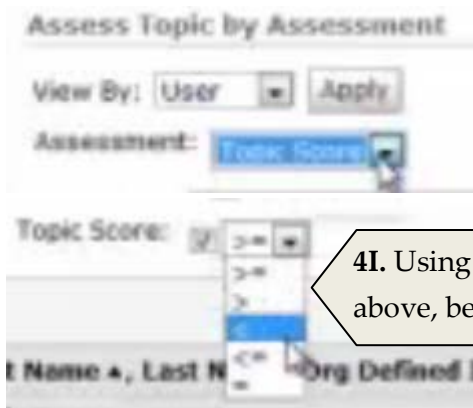 Assess Topic by Assessment
View By: User Apply
Assessment: Topic Score
Topic Score: >=
>=
>
<
<=
=
4I. Using
above, be
t Name ▲, Last N Org Defined